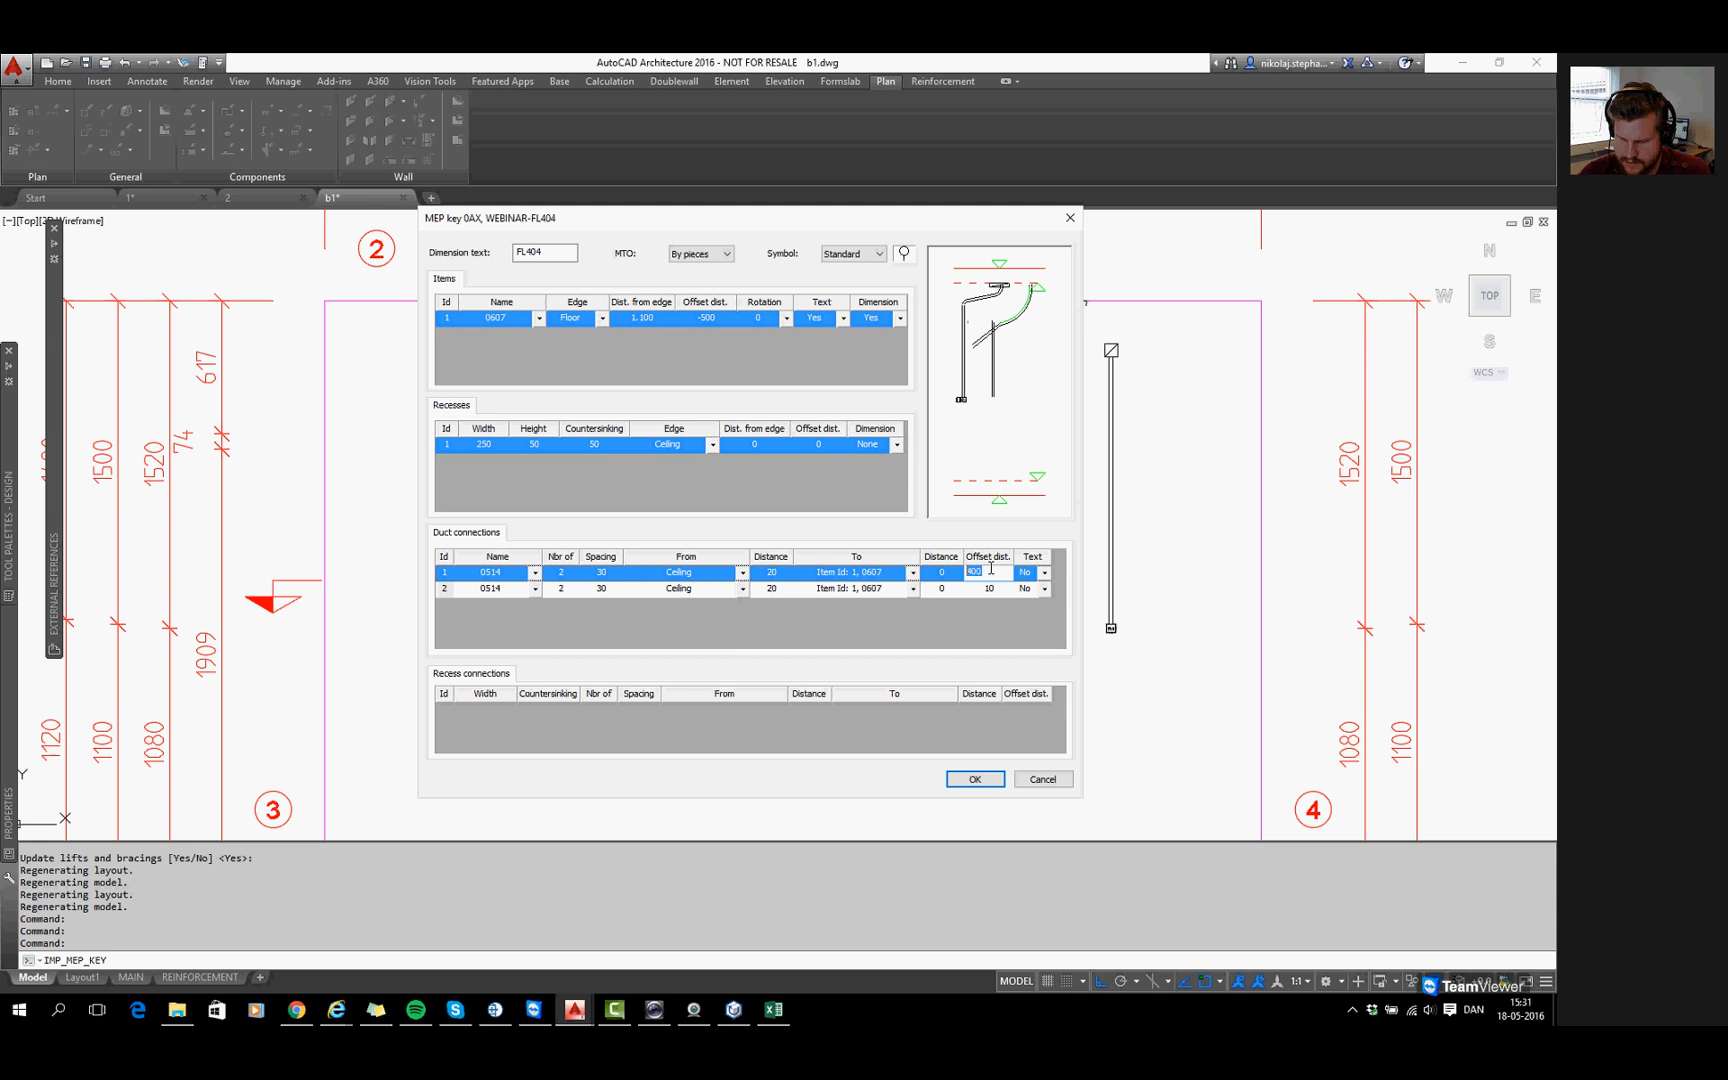 AutoCAD Architecture 2016 - NOT FOR RESALE b1.dwg
nikolaj.stepha...
Home Insert Annotate Render View Manage Add-ins A360 Vision Tools Featured Apps Base Calculation Doublewall Element Elevation Formslab Plan Reinforcement
Plan General Components Wall
Start 1* 2 b1*
[−][Top][2D Wireframe]
MEP key 0AX, WEBINAR-FL404
Dimension text: FL404 MTO: By pieces Symbol: Standard
Items
Id Name Edge Dist. from edge Offset dist. Rotation Text Dimension
1 0607 Floor 1.100 -500 0 Yes Yes
Recesses
Id Width Height Countersinking Edge Dist. from edge Offset dist. Dimension
1 250 50 50 Ceiling 0 0 None
Duct connections
Id Name Nbr of Spacing From Distance To Distance Offset dist. Text
1 0514 2 30 Ceiling 20 Item Id: 1, 0607 0 400 No
2 0514 2 30 Ceiling 20 Item Id: 1, 0607 0 10 No
Recess connections
Id Width Countersinking Nbr of Spacing From Distance To Distance Offset dist.
OK Cancel
2
3
4
617
74
1500
1520
1909
1120
1100
1080
1520
1500
1080
1100
N
W TOP E
S
WCS
TOOL PALETTES - DESIGN
EXTERNAL REFERENCES
PROPERTIES
Y
X
Update lifts and bracings [Yes/No] <Yes>:
Regenerating layout.
Regenerating model.
Regenerating layout.
Regenerating model.
Command:
Command:
Command:
IMP_MEP_KEY
Model Layout1 MAIN REINFORCEMENT
MODEL 1:1
TeamViewer
DAN
15:31
18-05-2016